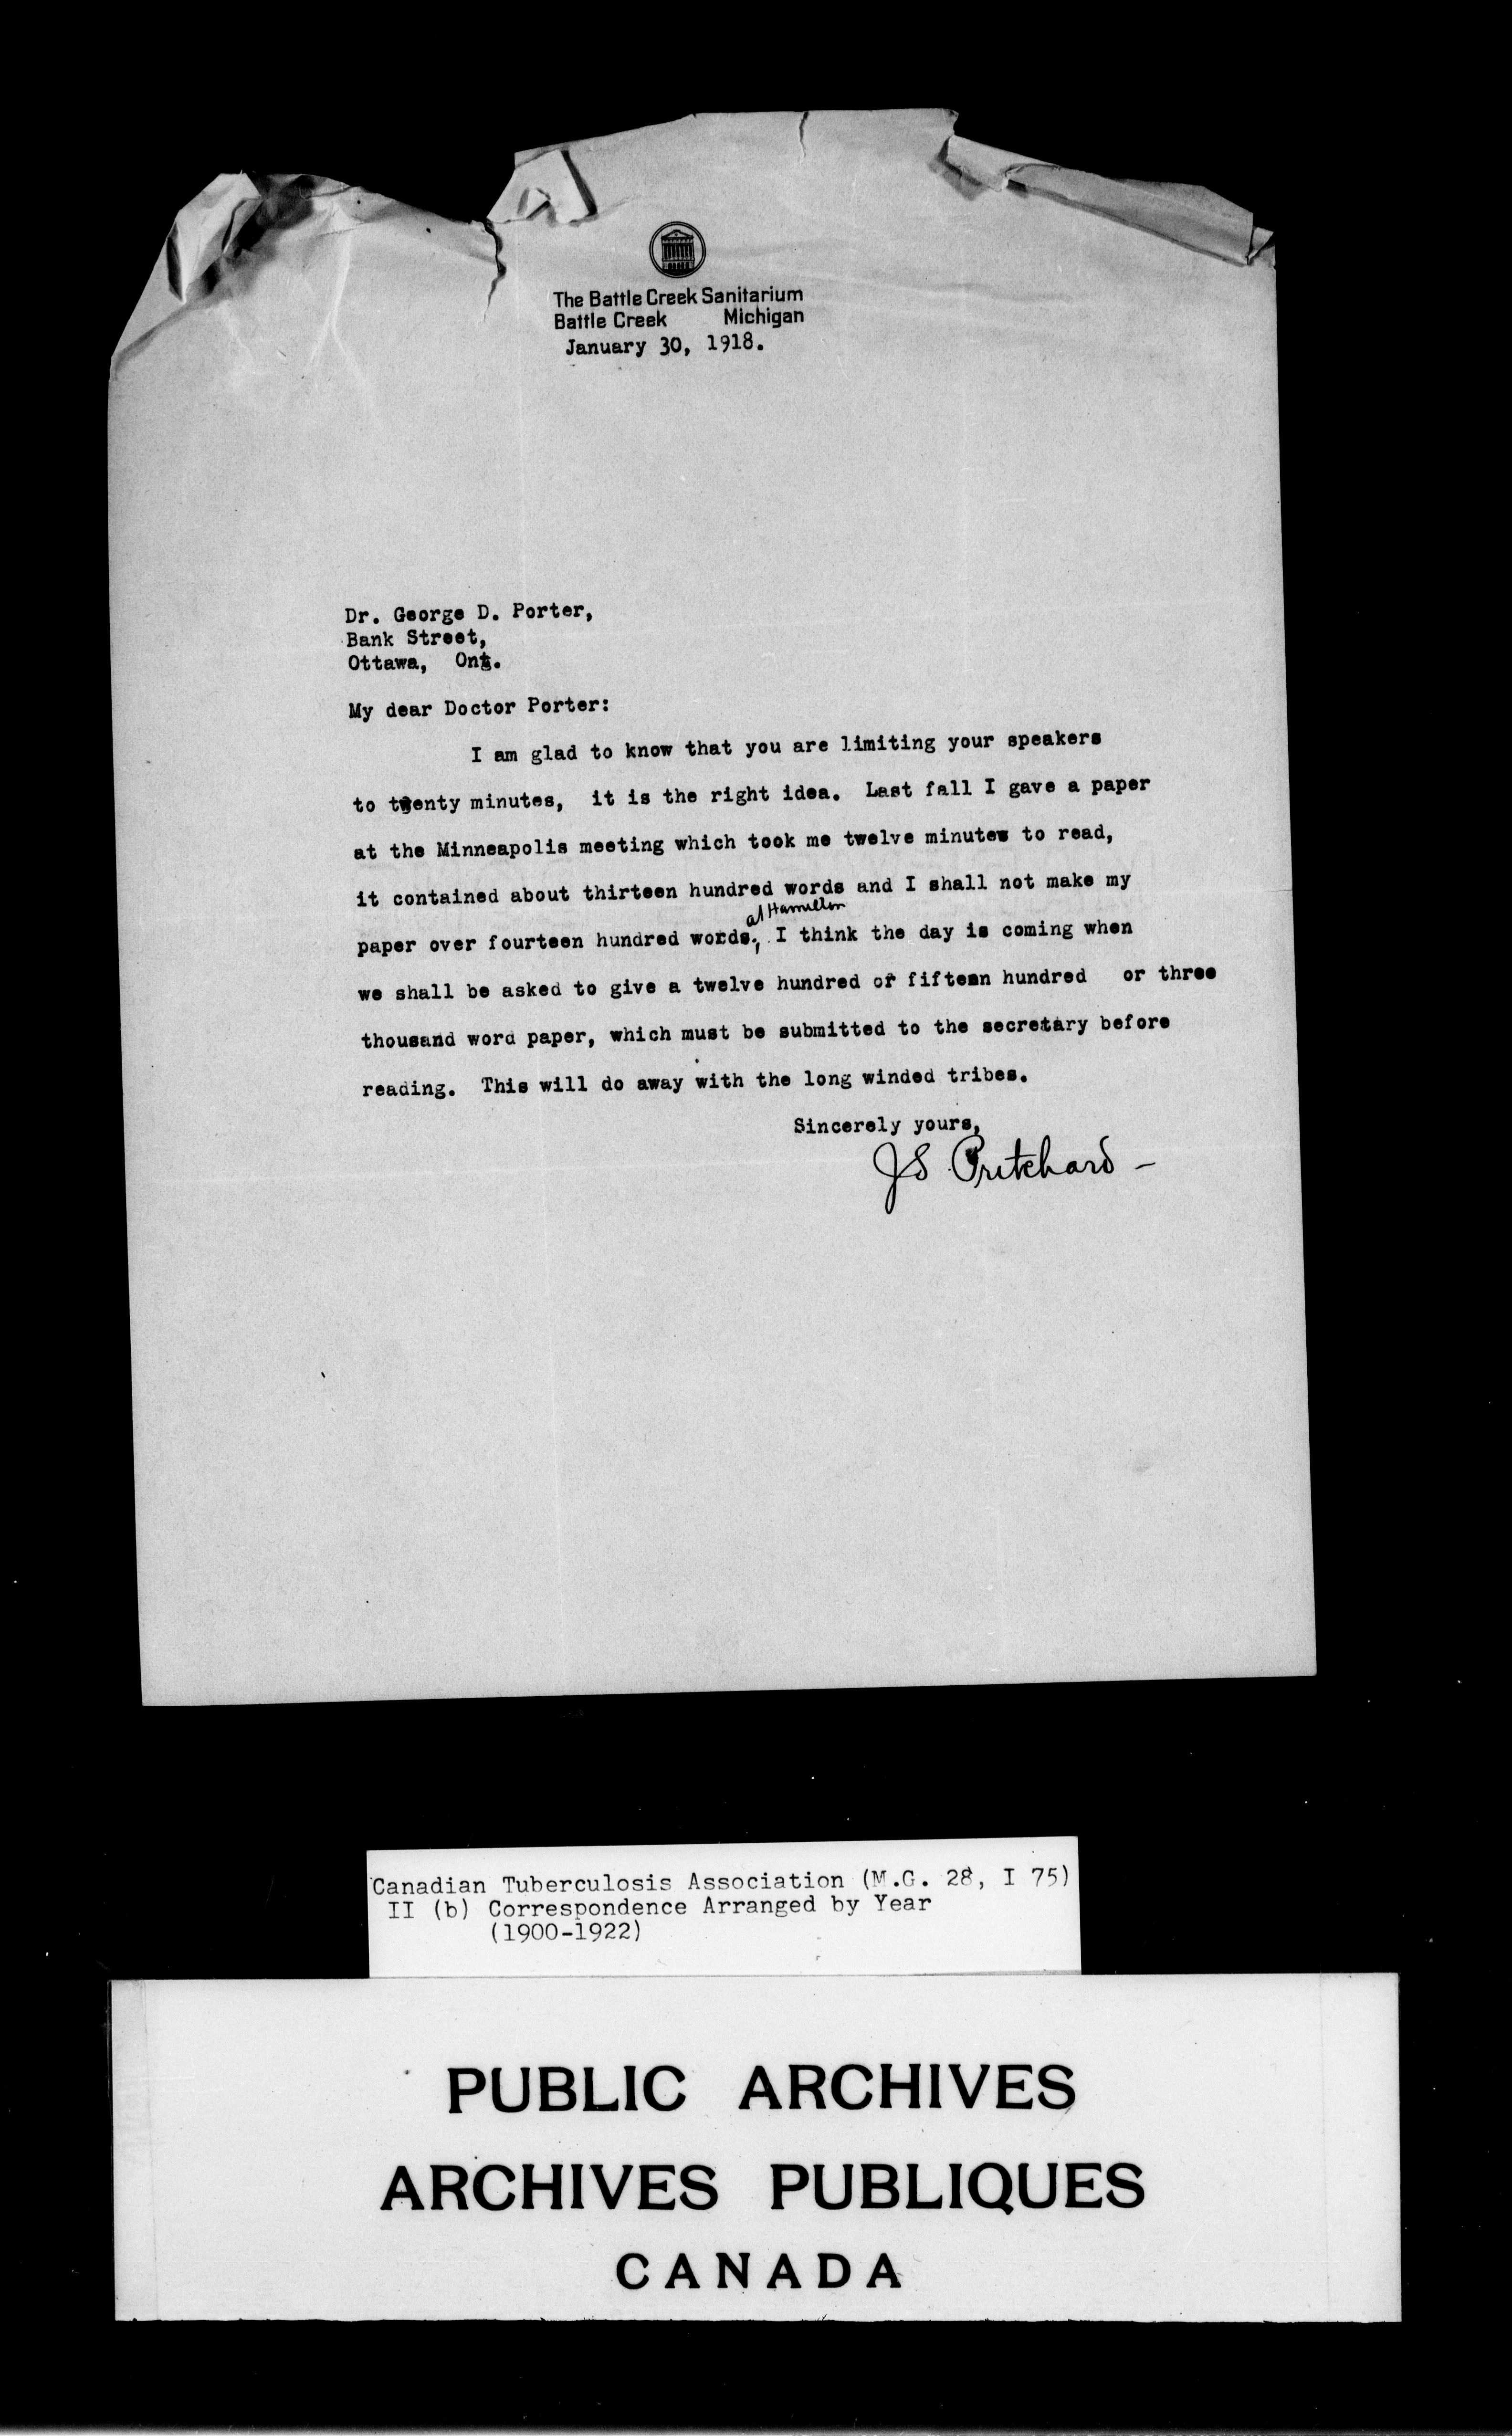 The Battle Creek Sanitarium
Battle Creek Michigan
January 30, 1918.
Dr. George D. Porter,
Bank Street,
Ottawa, Ont.
My dear Doctor Porter:
I am glad to know that you are limiting your speakers
to twenty minutes, it is the right idea. Last fall I gave a paper
at the Minneapolis meeting which took me twelve minutes to read,
it contained about thirteen hundred words and I shall not make my
at Hamilton
paper over fourteen hundred words. I think the day is coming when
we shall be asked to give a twelve hundred or fifteen hundred or three
thousand word paper, which must be submitted to the secretary before
reading. This will do away with the long winded tribes.
Sincerely yours,
JS Pritchard -
Canadian Tuberculosis Association (M.G. 28, I 75)
II (b) Correspondence Arranged by Year
(1900-1922)
PUBLIC ARCHIVES
ARCHIVES PUBLIQUES
CANADA